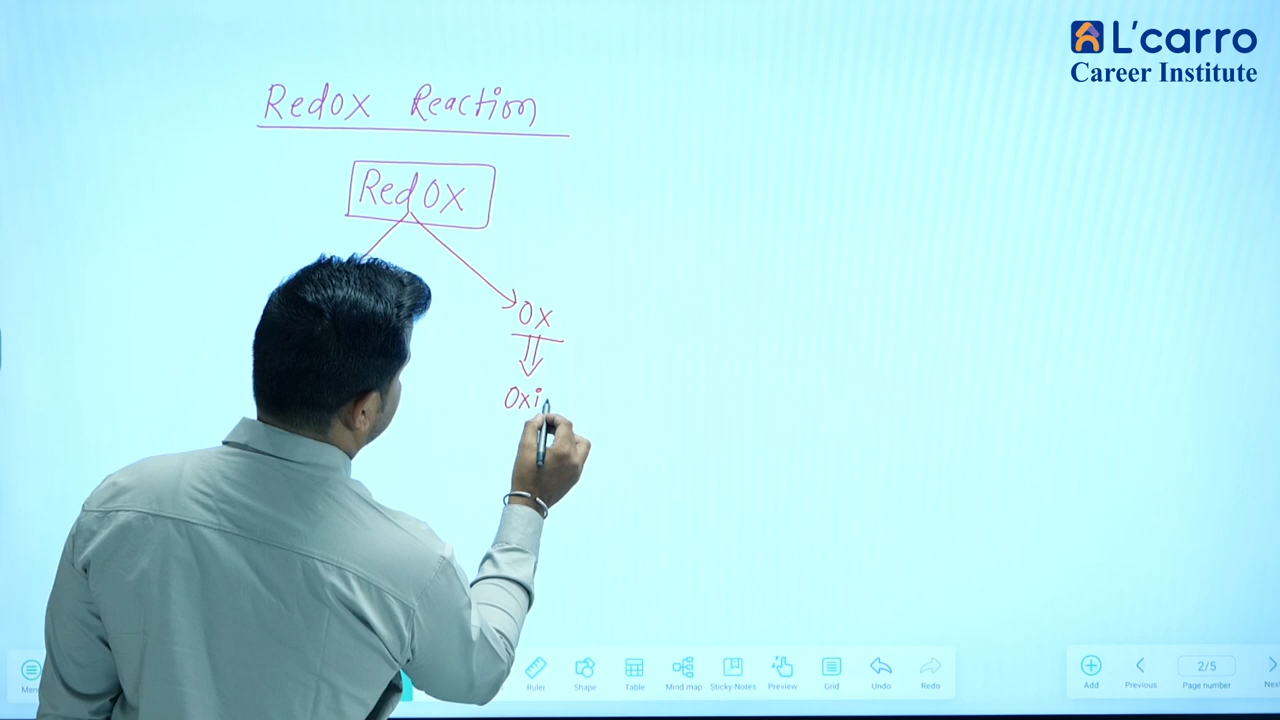 L'carro
Career Institute
Redox Reaction
RedOX
OX
Oxi
Ruler
Shape
Table
Mind map
Sticky-Notes
Preview
Grid
Undo
Redo
Add
Previous
2/5
Page number